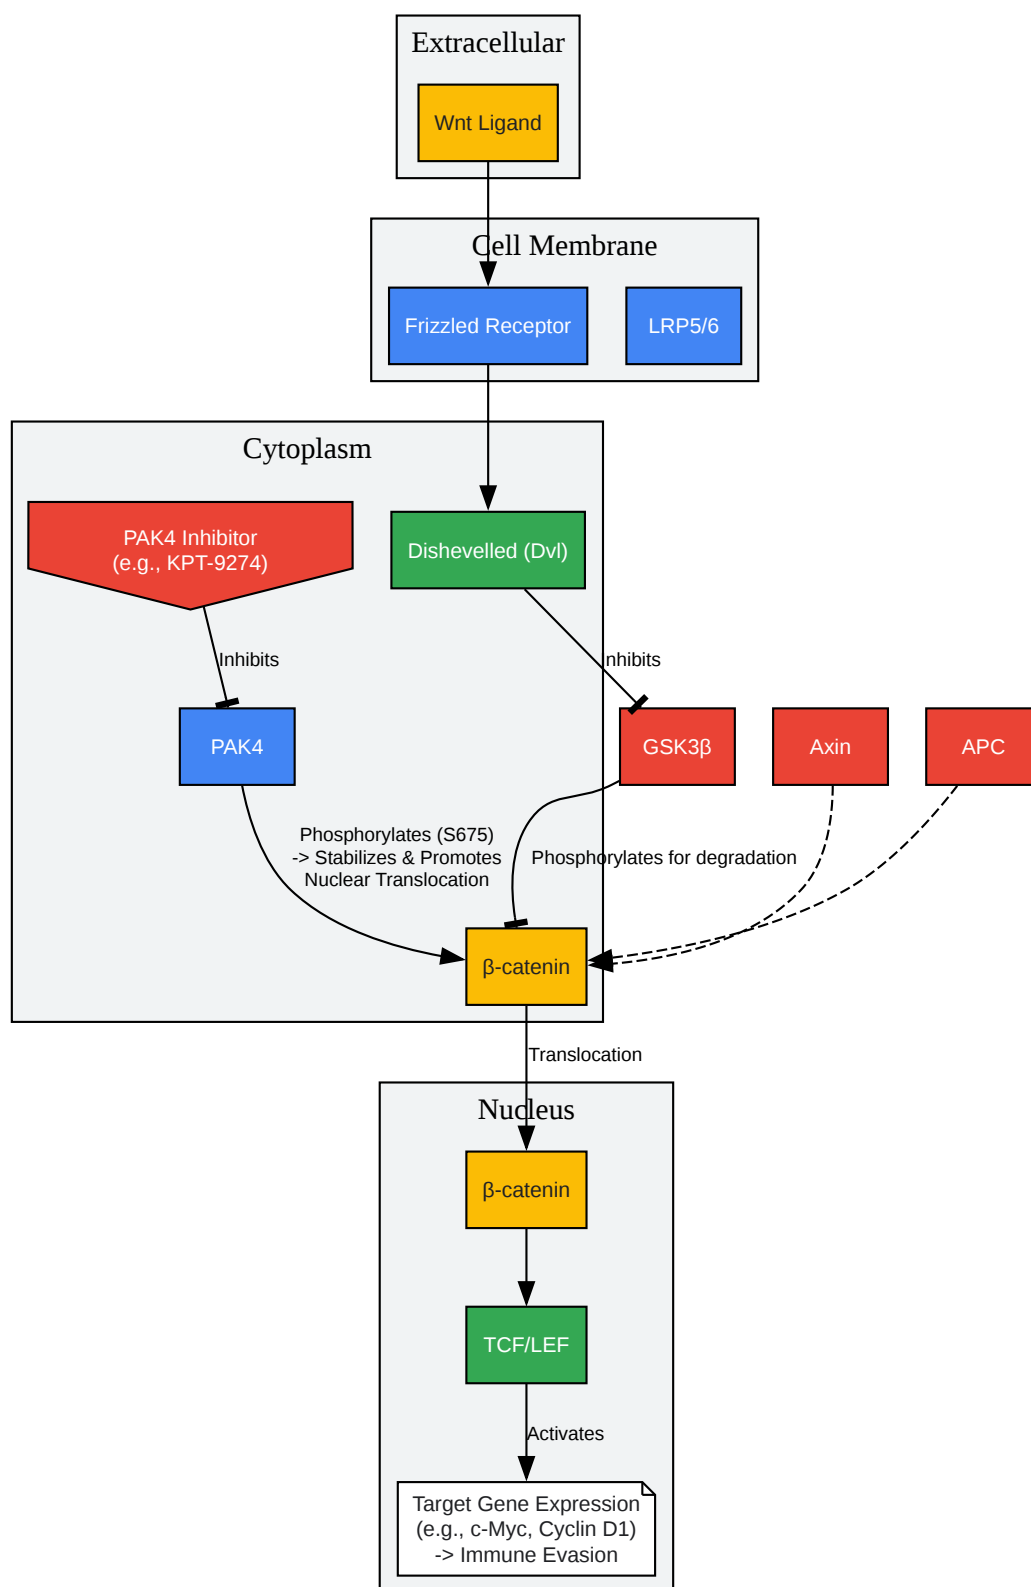 Extracellular
Wnt Ligand
Cell Membrane
Frizzled Receptor
LRP5/6
Cytoplasm
PAK4 Inhibitor
(e.g., KPT-9274)
Dishevelled (Dvl)
Inhibits
nhibits
PAK4
GSK3β
Axin
APC
Phosphorylates (S675)
-> Stabilizes & Promotes
Nuclear Translocation
Phosphorylates for degradation
β-catenin
Translocation
Nucleus
β-catenin
TCF/LEF
Activates
Target Gene Expression
(e.g., c-Myc, Cyclin D1)
-> Immune Evasion